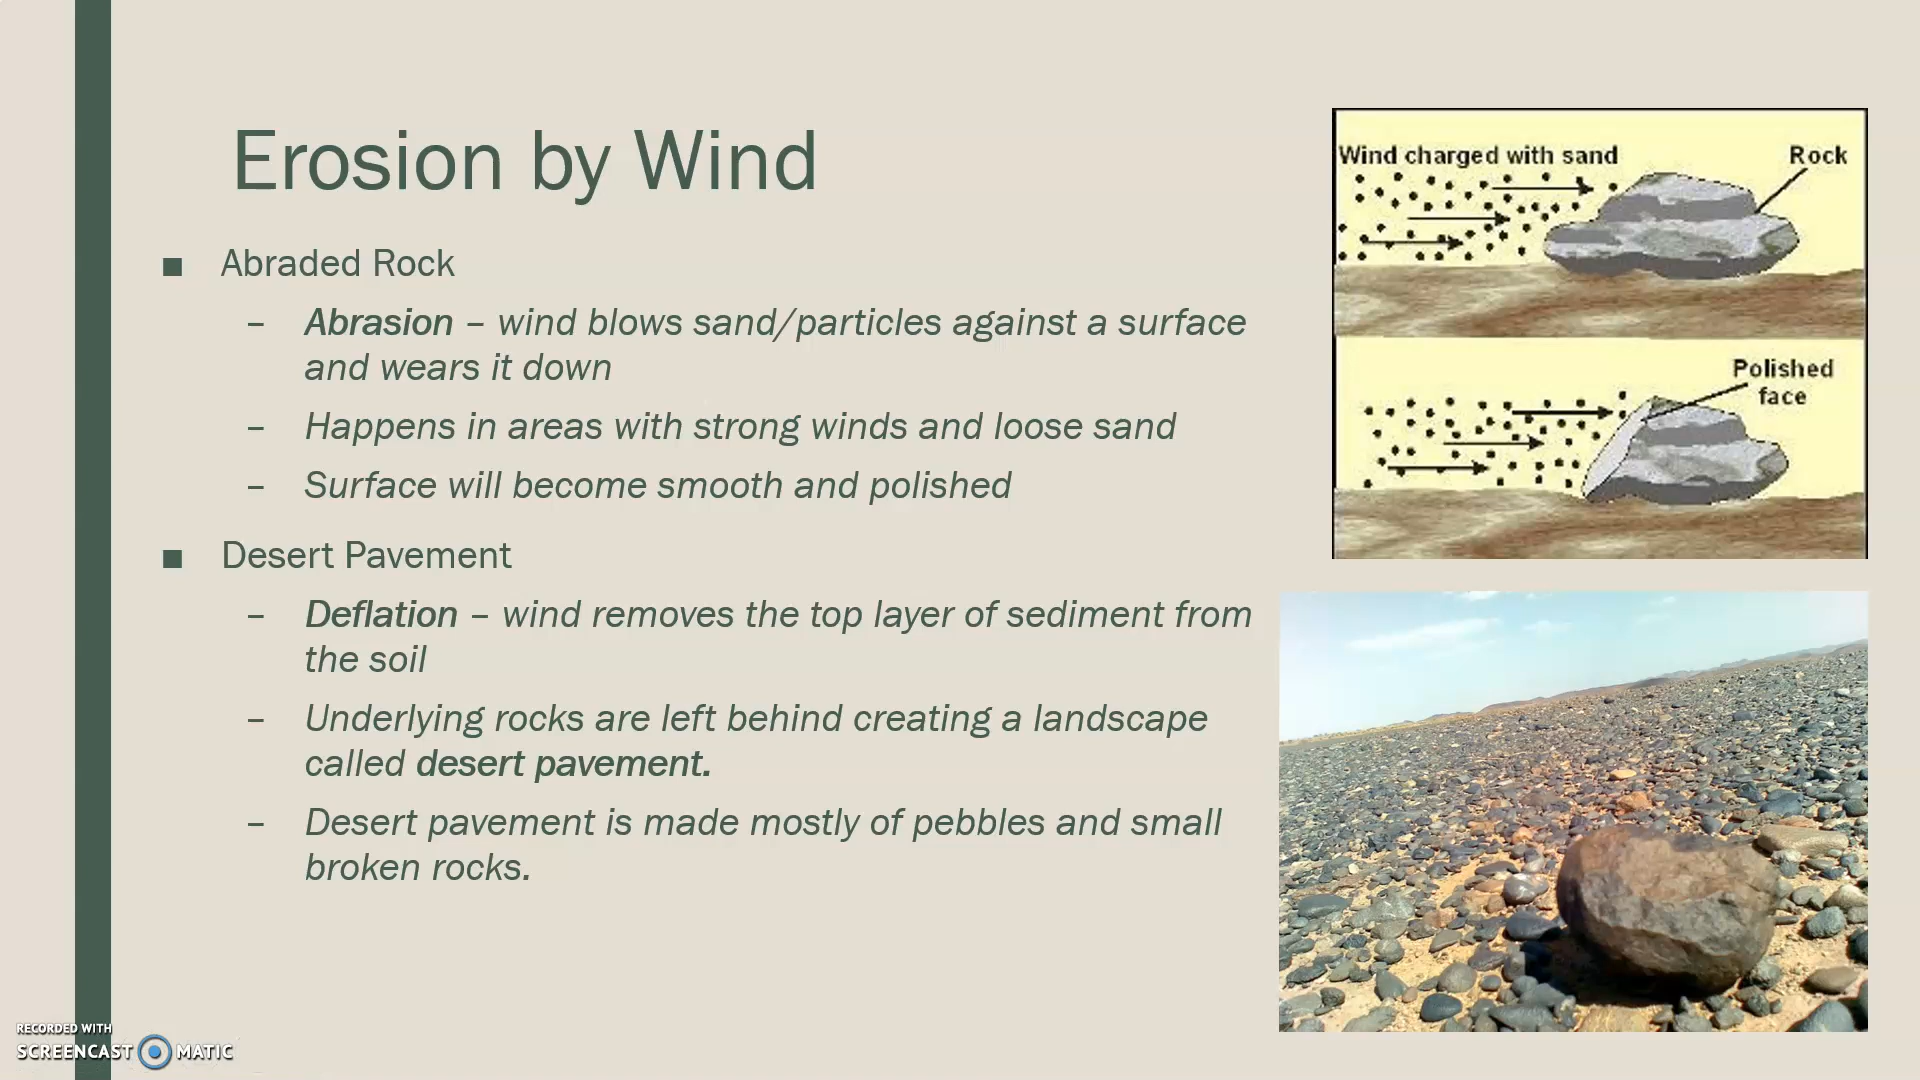 Erosion by Wind
■ Abraded Rock
– Abrasion – wind blows sand/particles against a surface
and wears it down
– Happens in areas with strong winds and loose sand
– Surface will become smooth and polished
■ Desert Pavement
– Deflation – wind removes the top layer of sediment from
the soil
– Underlying rocks are left behind creating a landscape
called desert pavement.
– Desert pavement is made mostly of pebbles and small
broken rocks.
Wind charged with sand
Rock
Polished
face
RECORDED WITH
SCREENCAST MATIC